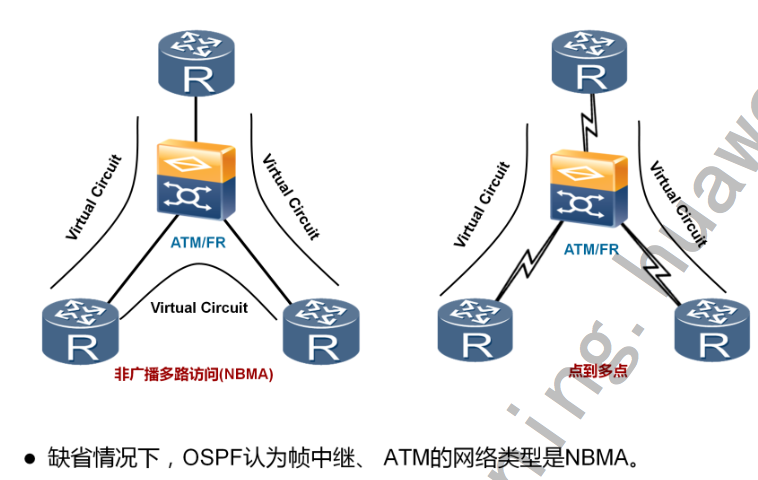 R
R
Virtual Circuit
Virtual Circuit
Virtual Circuit
Virtual Circuit
ATM/FR
ATM/FR
Virtual Circuit
R
R
R
R
非广播多路访问(NBMA)
点到多点
● 缺省情况下，OSPF认为帧中继、 ATM的网络类型是NBMA。
ning. huawe